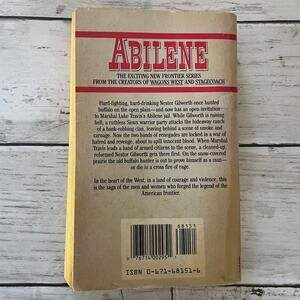 ABILENE
THE EXCITING NEW FRONTIER SERIES
FROM THE CREATORS OF WAGONS WEST AND STAGECOACH
Hard-fighting, hard-drinking Nestor Gilworth once hunted
buffalo on the open plain—and now has an open invitation
to Marshal Luke Travis's Abilene jail. While Gilworth is raising
hell, a ruthless Sioux warrior party attacks the hideaway ranch
of a bank-robbing clan, leaving behind a scene of smoke and
carnage. Now the two bands of renegades are locked in a war of
hatred and revenge, about to spill innocent blood. When Marshal
Travis leads a band of armed citizens to the scene, a cleaned-up,
reformed Nestor Gilworth gets there first. On the snow-covered
prairie the old buffalo hunter is out to prove himself as a man—
or die in a cross fire of rage.
In the heart of the West, in a land of courage and violence, this
is the saga of the men and women who forged the legend of the
American frontier.
68151
76714 00295
ISBN 0-671-68151-6